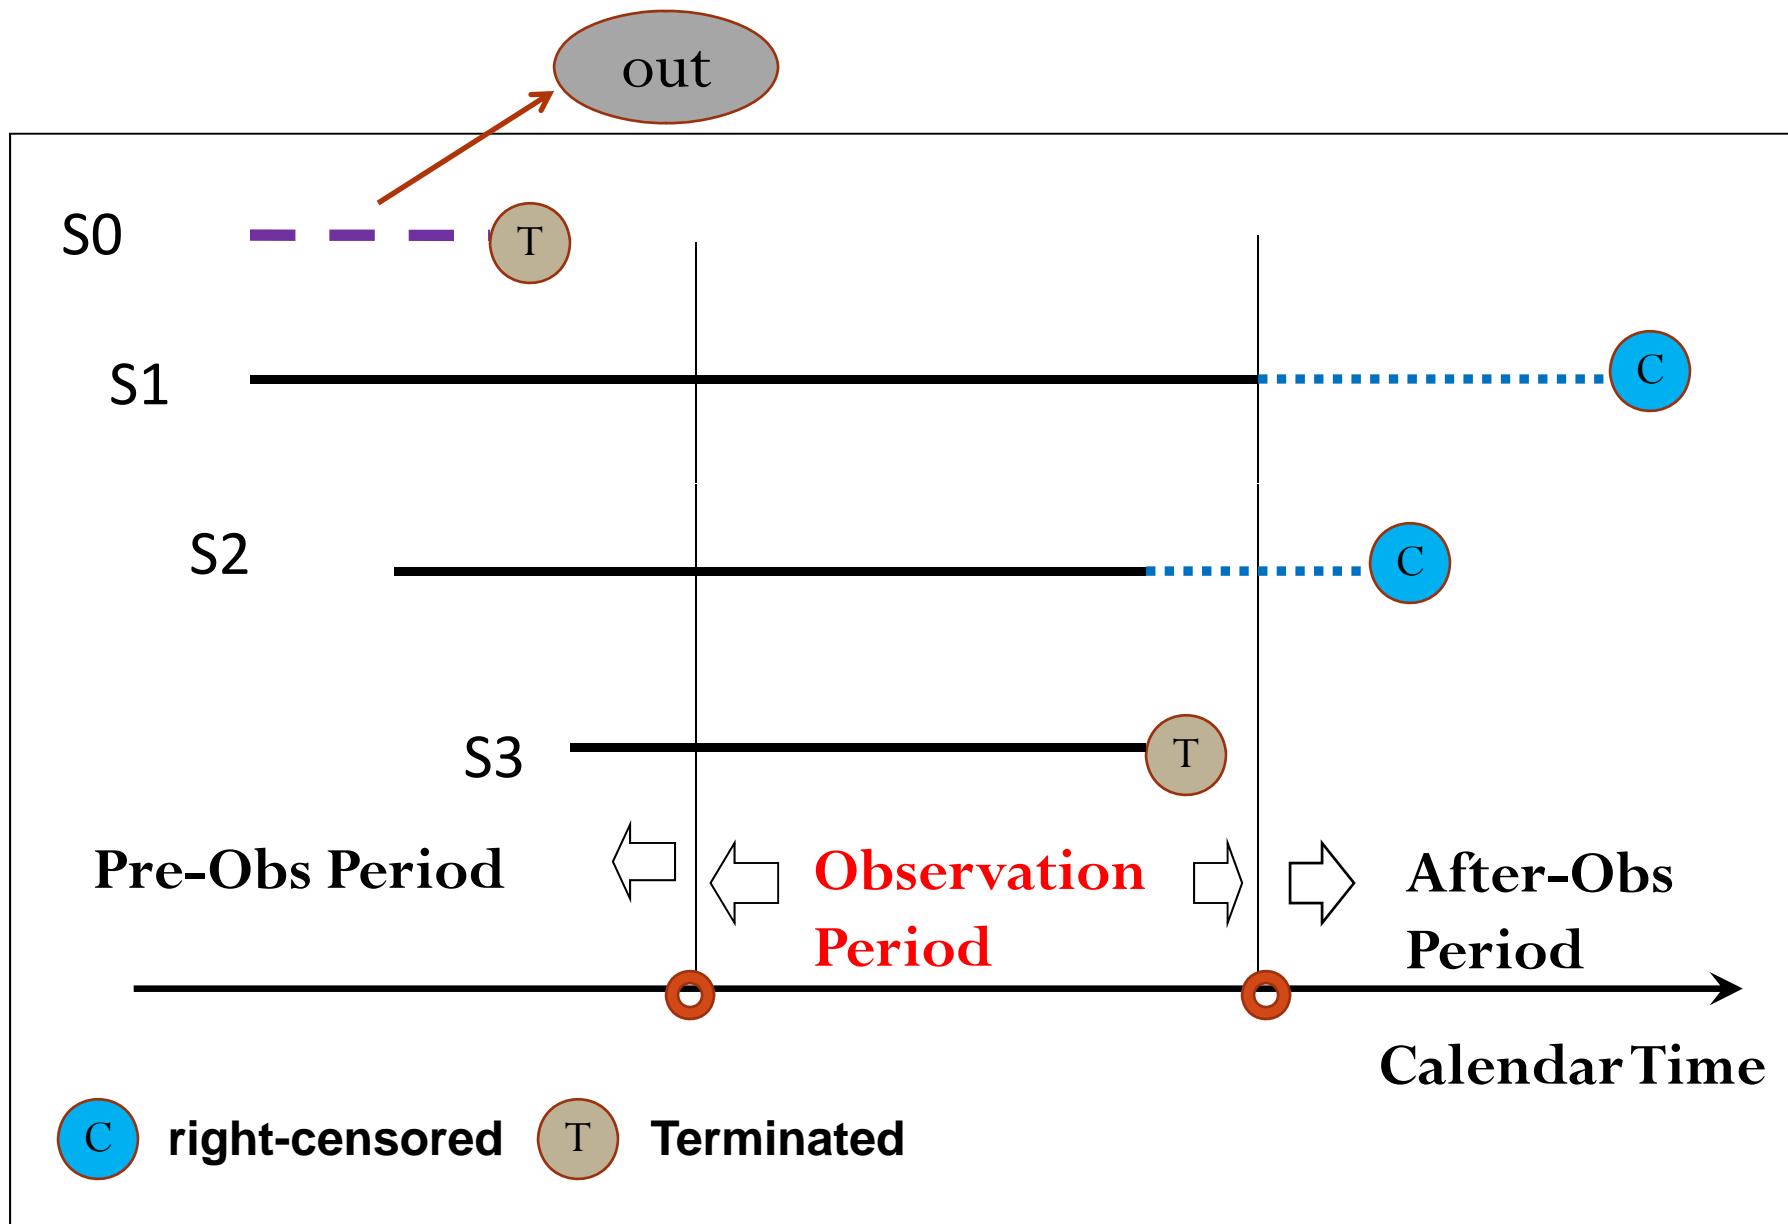 out
S0
T
S1
C
S2
C
S3
T
Pre-Obs Period
Observation
Period
After-Obs
Period
Calendar Time
C right-censored T Terminated